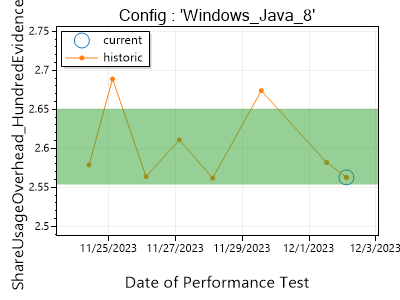 Config : 'Windows_Java_8'
ShareUsageOverhead_HundredEvidence
2.75
2.7
2.65
2.6
2.55
2.5
current
historic
11/25/2023
11/27/2023
11/29/2023
12/1/2023
12/3/2023
Date of Performance Test